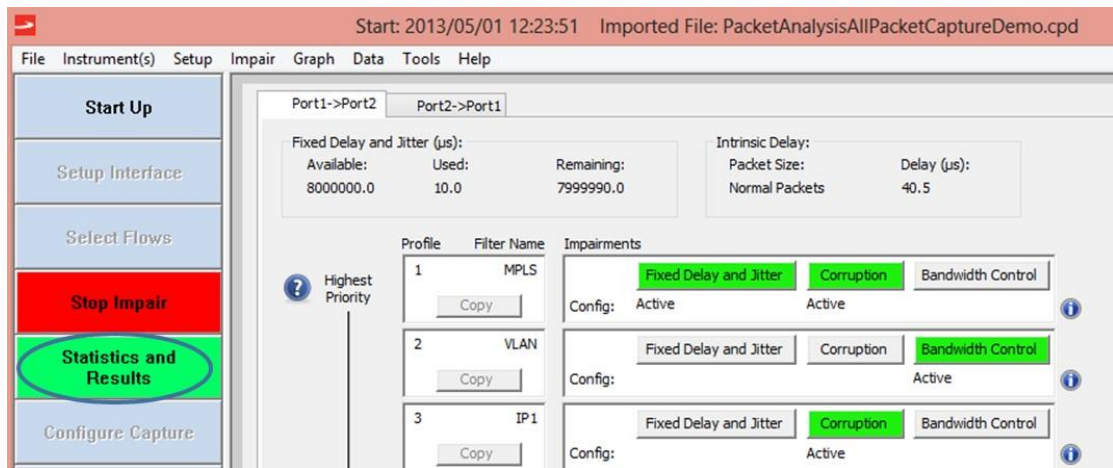 Start: 2013/05/01 12:23:51 Imported File: PacketAnalysisAllPacketCaptureDemo.cpd
File Instrument(s) Setup Impair Graph Data Tools Help
Start Up
Setup Interface
Select Flows
Stop Impair
Statistics and
Results
Configure Capture
Port1->Port2 Port2->Port1
Fixed Delay and Jitter (µs):
Available: Used: Remaining:
8000000.0 10.0 7999990.0
Intrinsic Delay:
Packet Size: Delay (µs):
Normal Packets 40.5
Profile Filter Name Impairments
Highest
Priority
1 MPLS Fixed Delay and Jitter Corruption Bandwidth Control
Copy Config: Active Active
2 VLAN Fixed Delay and Jitter Corruption Bandwidth Control
Copy Config: Active
3 IP1 Fixed Delay and Jitter Corruption Bandwidth Control
Copy Config: Active